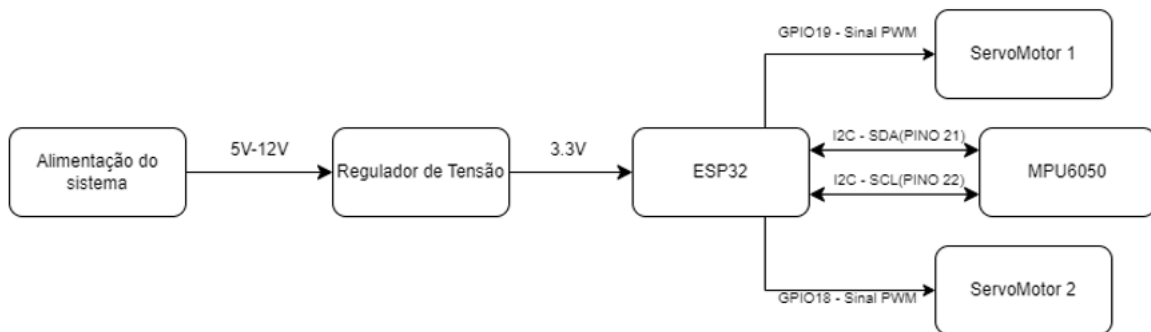 GPIO19 - Sinal PWM
ServoMotor 1
Alimentação do
sistema
5V-12V
Regulador de Tensão
3.3V
ESP32
I2C - SDA(PINO 21)
I2C - SCL(PINO 22)
MPU6050
GPIO18 - Sinal PWM
ServoMotor 2